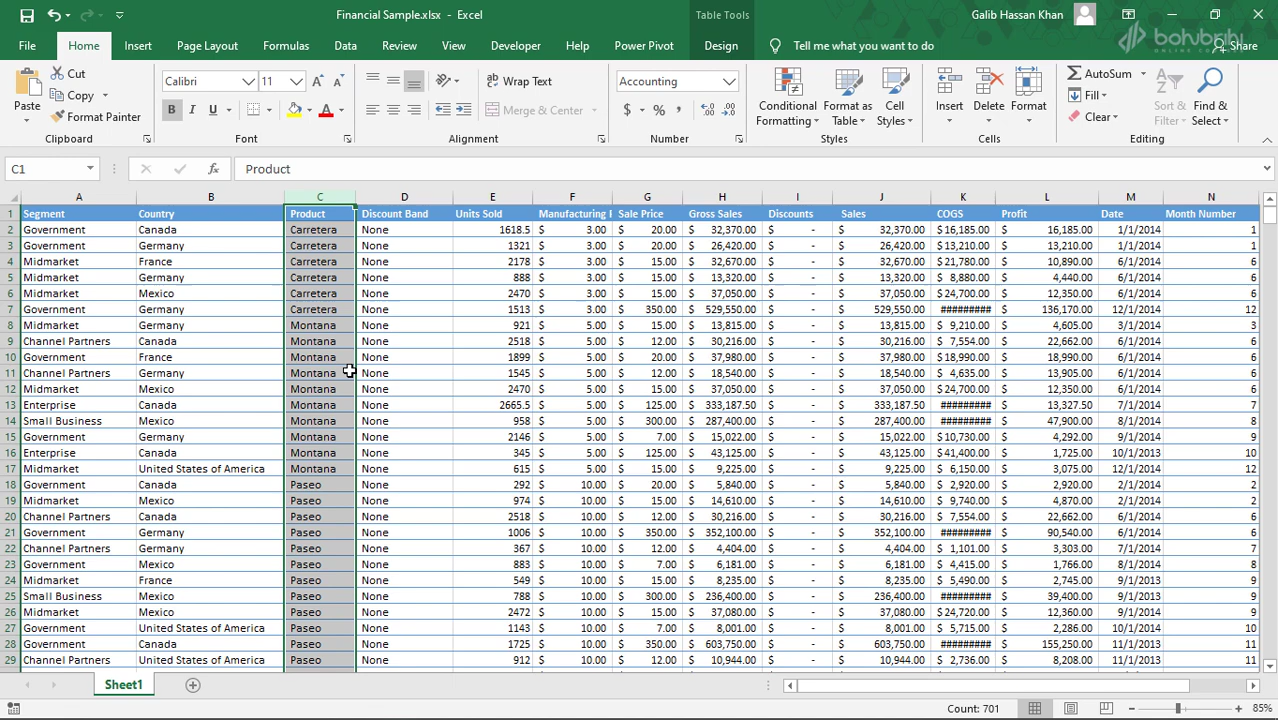 Financial Sample.xlsx - Excel
Table Tools
Galib Hassan Khan
bohubrihi
ONLINE CO
File Home Insert Page Layout Formulas Data Review View Developer Help Power Pivot Design Tell me what you want to do Share
Cut
Copy
Format Painter
Paste
Clipboard
Calibri 11
B I U
Font
Wrap Text
Merge & Center
Alignment
Accounting
$ % ,
Number
Conditional Formatting
Format as Table
Cell Styles
Styles
Insert Delete Format
Cells
AutoSum
Fill
Clear
Sort & Filter
Find & Select
Editing
C1 fx Product
A B C D E F G H I J K L M N
1 Segment Country Product Discount Band Units Sold Manufacturing P Sale Price Gross Sales Discounts Sales COGS Profit Date Month Number
2 Government Canada Carretera None 1618.5 $ 3.00 $ 20.00 $ 32,370.00 $ - $ 32,370.00 $ 16,185.00 $ 16,185.00 1/1/2014 1
3 Government Germany Carretera None 1321 $ 3.00 $ 20.00 $ 26,420.00 $ - $ 26,420.00 $ 13,210.00 $ 13,210.00 1/1/2014 1
4 Midmarket France Carretera None 2178 $ 3.00 $ 15.00 $ 32,670.00 $ - $ 32,670.00 $ 21,780.00 $ 10,890.00 6/1/2014 6
5 Midmarket Germany Carretera None 888 $ 3.00 $ 15.00 $ 13,320.00 $ - $ 13,320.00 $ 8,880.00 $ 4,440.00 6/1/2014 6
6 Midmarket Mexico Carretera None 2470 $ 3.00 $ 15.00 $ 37,050.00 $ - $ 37,050.00 $ 24,700.00 $ 12,350.00 6/1/2014 6
7 Government Germany Carretera None 1513 $ 3.00 $ 350.00 $ 529,550.00 $ - $ 529,550.00 ######### $ 136,170.00 12/1/2014 12
8 Midmarket Germany Montana None 921 $ 5.00 $ 15.00 $ 13,815.00 $ - $ 13,815.00 $ 9,210.00 $ 4,605.00 3/1/2014 3
9 Channel Partners Canada Montana None 2518 $ 5.00 $ 12.00 $ 30,216.00 $ - $ 30,216.00 $ 7,554.00 $ 22,662.00 6/1/2014 6
10 Government France Montana None 1899 $ 5.00 $ 20.00 $ 37,980.00 $ - $ 37,980.00 $ 18,990.00 $ 18,990.00 6/1/2014 6
11 Channel Partners Germany Montana None 1545 $ 5.00 $ 12.00 $ 18,540.00 $ - $ 18,540.00 $ 4,635.00 $ 13,905.00 6/1/2014 6
12 Midmarket Mexico Montana None 2470 $ 5.00 $ 15.00 $ 37,050.00 $ - $ 37,050.00 $ 24,700.00 $ 12,350.00 6/1/2014 6
13 Enterprise Canada Montana None 2665.5 $ 5.00 $ 125.00 $ 333,187.50 $ - $ 333,187.50 ######### $ 13,327.50 7/1/2014 7
14 Small Business Mexico Montana None 958 $ 5.00 $ 300.00 $ 287,400.00 $ - $ 287,400.00 ######### $ 47,900.00 8/1/2014 8
15 Government Germany Montana None 2146 $ 5.00 $ 7.00 $ 15,022.00 $ - $ 15,022.00 $ 10,730.00 $ 4,292.00 9/1/2014 9
16 Enterprise Canada Montana None 345 $ 5.00 $ 125.00 $ 43,125.00 $ - $ 43,125.00 $ 41,400.00 $ 1,725.00 10/1/2013 10
17 Midmarket United States of America Montana None 615 $ 5.00 $ 15.00 $ 9,225.00 $ - $ 9,225.00 $ 6,150.00 $ 3,075.00 12/1/2014 12
18 Government Canada Paseo None 292 $ 10.00 $ 20.00 $ 5,840.00 $ - $ 5,840.00 $ 2,920.00 $ 2,920.00 2/1/2014 2
19 Midmarket Mexico Paseo None 974 $ 10.00 $ 15.00 $ 14,610.00 $ - $ 14,610.00 $ 9,740.00 $ 4,870.00 2/1/2014 2
20 Channel Partners Canada Paseo None 2518 $ 10.00 $ 12.00 $ 30,216.00 $ - $ 30,216.00 $ 7,554.00 $ 22,662.00 6/1/2014 6
21 Government Germany Paseo None 1006 $ 10.00 $ 350.00 $ 352,100.00 $ - $ 352,100.00 ######### $ 90,540.00 6/1/2014 6
22 Channel Partners Germany Paseo None 367 $ 10.00 $ 12.00 $ 4,404.00 $ - $ 4,404.00 $ 1,101.00 $ 3,303.00 7/1/2014 7
23 Government Mexico Paseo None 883 $ 10.00 $ 7.00 $ 6,181.00 $ - $ 6,181.00 $ 4,415.00 $ 1,766.00 8/1/2014 8
24 Midmarket France Paseo None 549 $ 10.00 $ 15.00 $ 8,235.00 $ - $ 8,235.00 $ 5,490.00 $ 2,745.00 9/1/2013 9
25 Small Business Mexico Paseo None 788 $ 10.00 $ 300.00 $ 236,400.00 $ - $ 236,400.00 ######### $ 39,400.00 9/1/2013 9
26 Midmarket Mexico Paseo None 2472 $ 10.00 $ 15.00 $ 37,080.00 $ - $ 37,080.00 $ 24,720.00 $ 12,360.00 9/1/2014 9
27 Government United States of America Paseo None 1143 $ 10.00 $ 7.00 $ 8,001.00 $ - $ 8,001.00 $ 5,715.00 $ 2,286.00 10/1/2014 10
28 Government Canada Paseo None 1725 $ 10.00 $ 350.00 $ 603,750.00 $ - $ 603,750.00 ######### $ 155,250.00 11/1/2013 11
29 Channel Partners United States of America Paseo None 912 $ 10.00 $ 12.00 $ 10,944.00 $ - $ 10,944.00 $ 2,736.00 $ 8,208.00 11/1/2013 11
Sheet1
Count: 701 85%